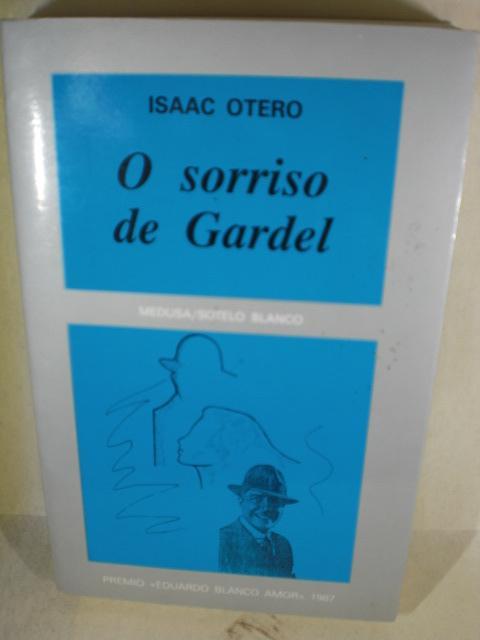 ISAAC OTERO
O sorriso
de Gardel
MEDUSA/SOTELO BLANCO
PREMIO «EDUARDO BLANCO AMOR» 1987